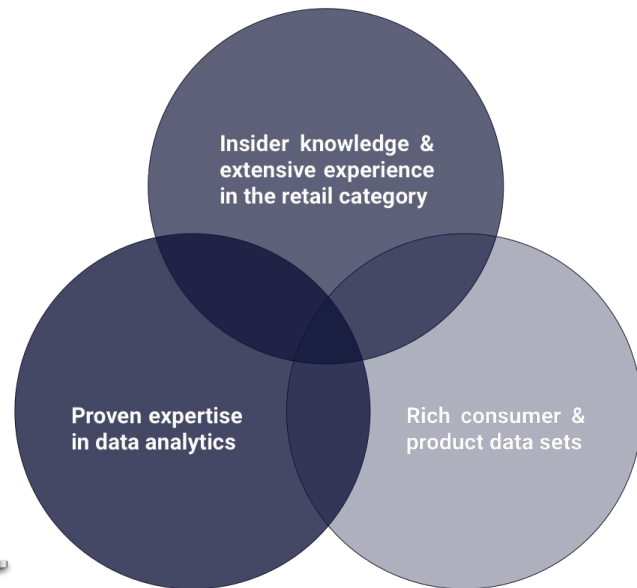 Insider knowledge &
extensive experience
in the retail category
Proven expertise
in data analytics
Rich consumer &
product data sets